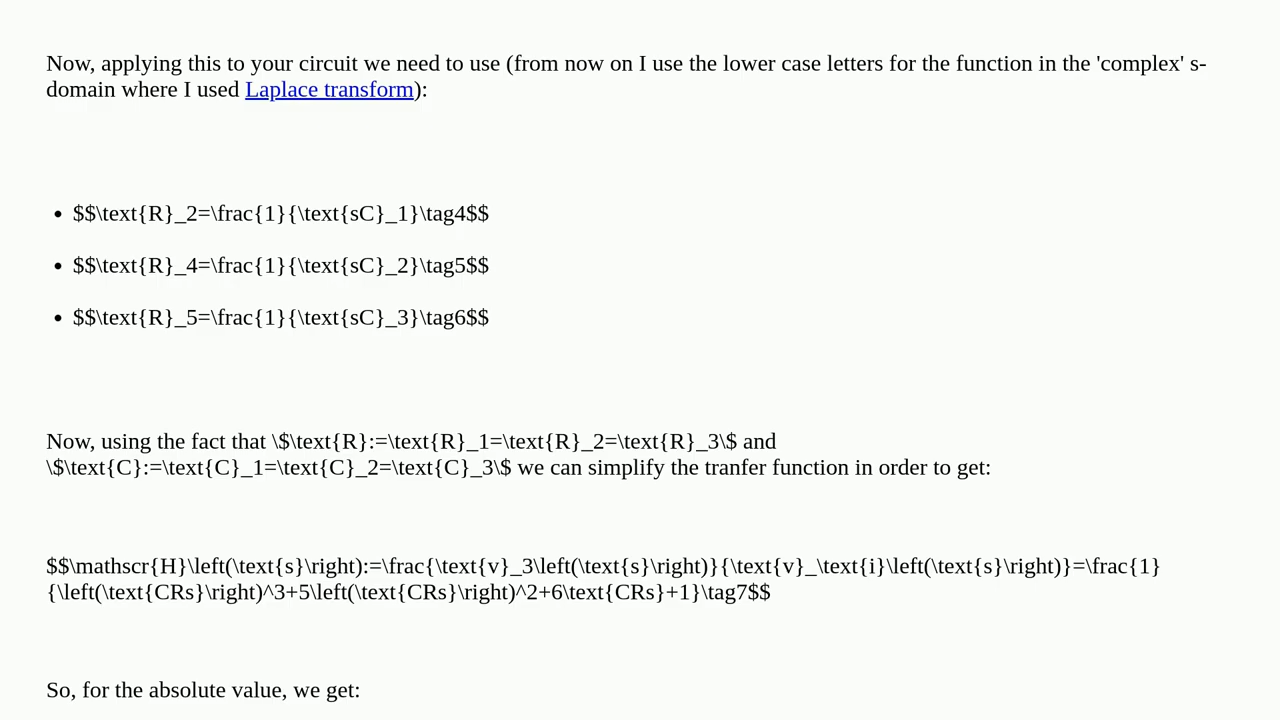 Now, applying this to your circuit we need to use (from now on I use the lower case letters for the function in the 'complex' s-
domain where I used Laplace transform):
• $$\text{R}_2=\frac{1}{\text{sC}_1}\tag4$$
• $$\text{R}_4=\frac{1}{\text{sC}_2}\tag5$$
• $$\text{R}_5=\frac{1}{\text{sC}_3}\tag6$$
Now, using the fact that \$\text{R}:=\text{R}_1=\text{R}_2=\text{R}_3\$ and
\$\text{C}:=\text{C}_1=\text{C}_2=\text{C}_3\$ we can simplify the tranfer function in order to get:
$$\mathscr{H}\left(\text{s}\right):=\frac{\text{v}_3\left(\text{s}\right)}{\text{v}_\text{i}\left(\text{s}\right)}=\frac{1}
{\left(\text{CRs}\right)^3+5\left(\text{CRs}\right)^2+6\text{CRs}+1}\tag7$$
So, for the absolute value, we get: